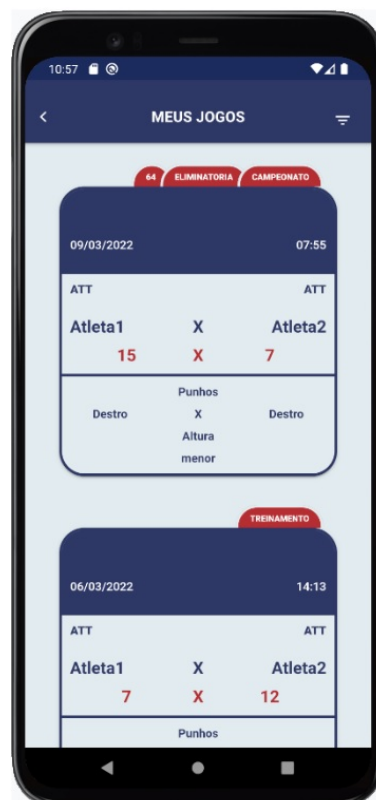 10:57
MEUS JOGOS
64 ELIMINATORIA CAMPEONATO
09/03/2022 07:55
ATT ATT
Atleta1 X Atleta2
15 X 7
Punhos
Destro X Destro
Altura
menor
TREINAMENTO
06/03/2022 14:13
ATT ATT
Atleta1 X Atleta2
7 X 12
Punhos